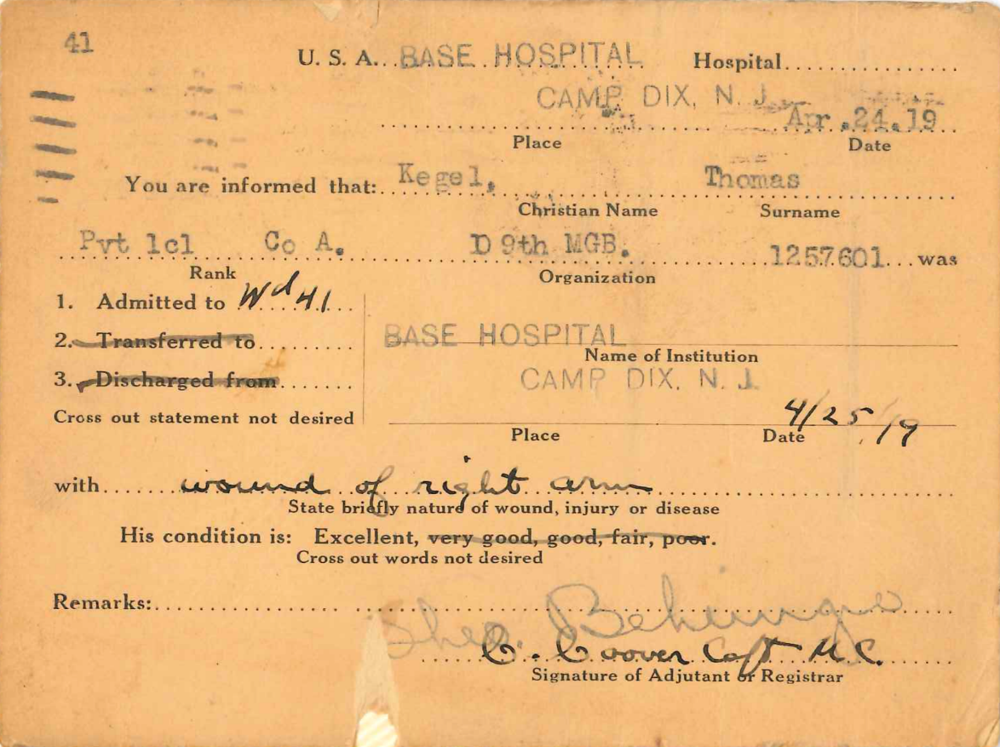 41
U. S. A. BASE HOSPITAL Hospital
CAMP DIX, N. J.
Apr.24.19
Place Date
You are informed that: Kegel, Thomas
Christian Name Surname
Pvt 1cl Co A. D 9th MGB. 1257601 was
Rank Organization
1. Admitted to Wd 41
2. Transferred to
3. Discharged from
Cross out statement not desired
BASE HOSPITAL
Name of Institution
CAMP DIX, N. J.
4/25/19
Place Date
with wound of right arm
State briefly nature of wound, injury or disease
His condition is: Excellent, very good, good, fair, poor.
Cross out words not desired
Remarks:
C. Coover Capt M.C.
Signature of Adjutant or Registrar